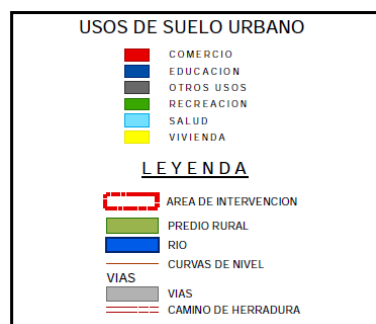 USOS DE SUELO URBANO
COMERCIO
EDUCACION
OTROS USOS
RECREACION
SALUD
VIVIENDA
LEYENDA
AREA DE INTERVENCION
PREDIO RURAL
RIO
CURVAS DE NIVEL
VIAS
VIAS
CAMINO DE HERRADURA